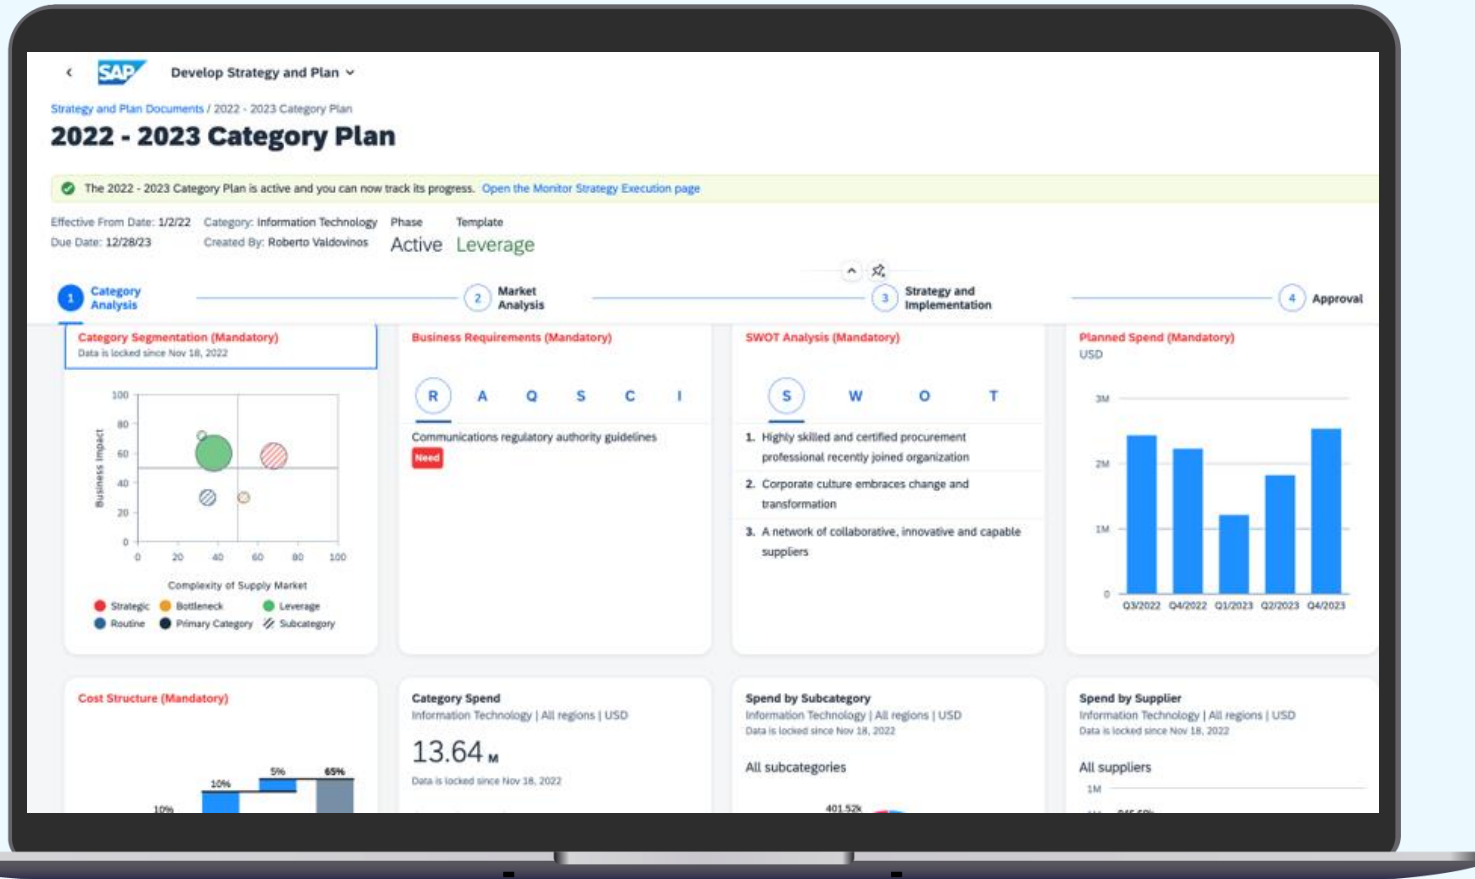 SAP
Develop Strategy and Plan
Strategy and Plan Documents / 2022 - 2023 Category Plan
2022 - 2023 Category Plan
The 2022 - 2023 Category Plan is active and you can now track its progress. Open the Monitor Strategy Execution page
Effective From Date: 1/2/22 Category: Information Technology Phase Template
Due Date: 12/28/23 Created By: Roberto Valdovinos Active Leverage
1 Category Analysis
2 Market Analysis
3 Strategy and Implementation
4 Approval
Category Segmentation (Mandatory)
Data is locked since Nov 18, 2022
Business Impact
100
80
60
40
20
0
0 20 40 60 80 100
Complexity of Supply Market
Strategic Bottleneck Leverage
Routine Primary Category Subcategory
Business Requirements (Mandatory)
R A Q S C I
Communications regulatory authority guidelines
Need
SWOT Analysis (Mandatory)
S W O T
1. Highly skilled and certified procurement
professional recently joined organization
2. Corporate culture embraces change and
transformation
3. A network of collaborative, innovative and capable
suppliers
Planned Spend (Mandatory)
USD
3M
2M
1M
0
Q3/2022 Q4/2022 Q1/2023 Q2/2023 Q4/2023
Cost Structure (Mandatory)
5% 65%
10%
10%
Category Spend
Information Technology | All regions | USD
13.64 M
Data is locked since Nov 18, 2022
Spend by Subcategory
Information Technology | All regions | USD
Data is locked since Nov 18, 2022
All subcategories
401.52k
Spend by Supplier
Information Technology | All regions | USD
Data is locked since Nov 18, 2022
All suppliers
1M